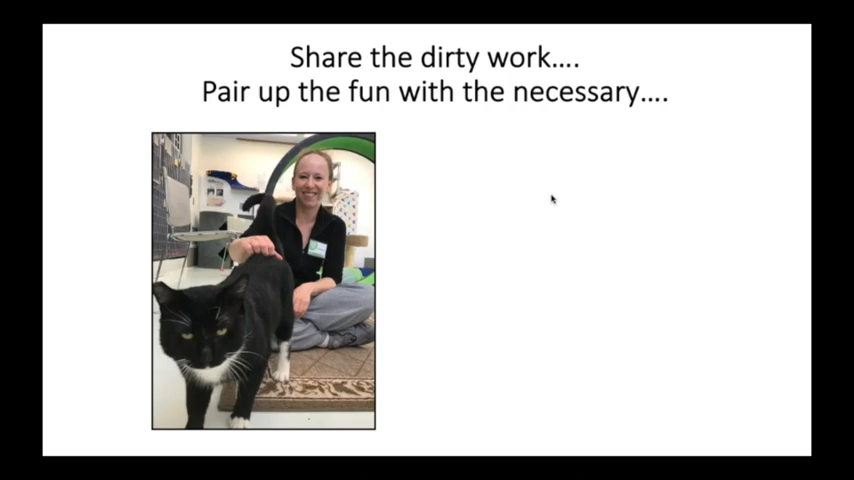 Share the dirty work….
Pair up the fun with the necessary….